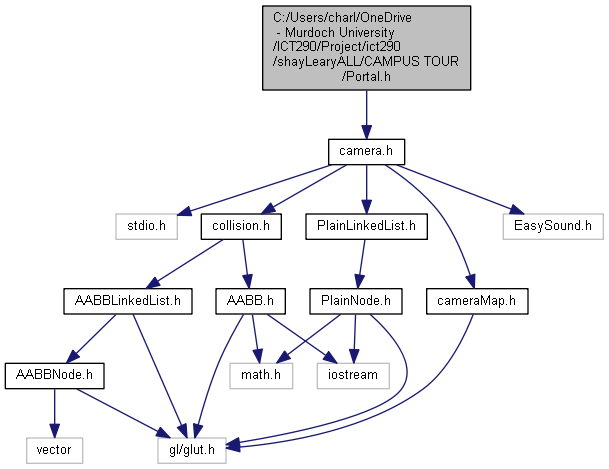 C:/Users/charl/OneDrive
- Murdoch University
/ICT290/Project/ict290
/shayLearyALL/CAMPUS TOUR
/Portal.h
camera.h
stdio.h
collision.h
PlainLinkedList.h
EasySound.h
AABBLinkedList.h
AABB.h
PlainNode.h
cameraMap.h
AABBNode.h
math.h
iostream
vector
gl/glut.h